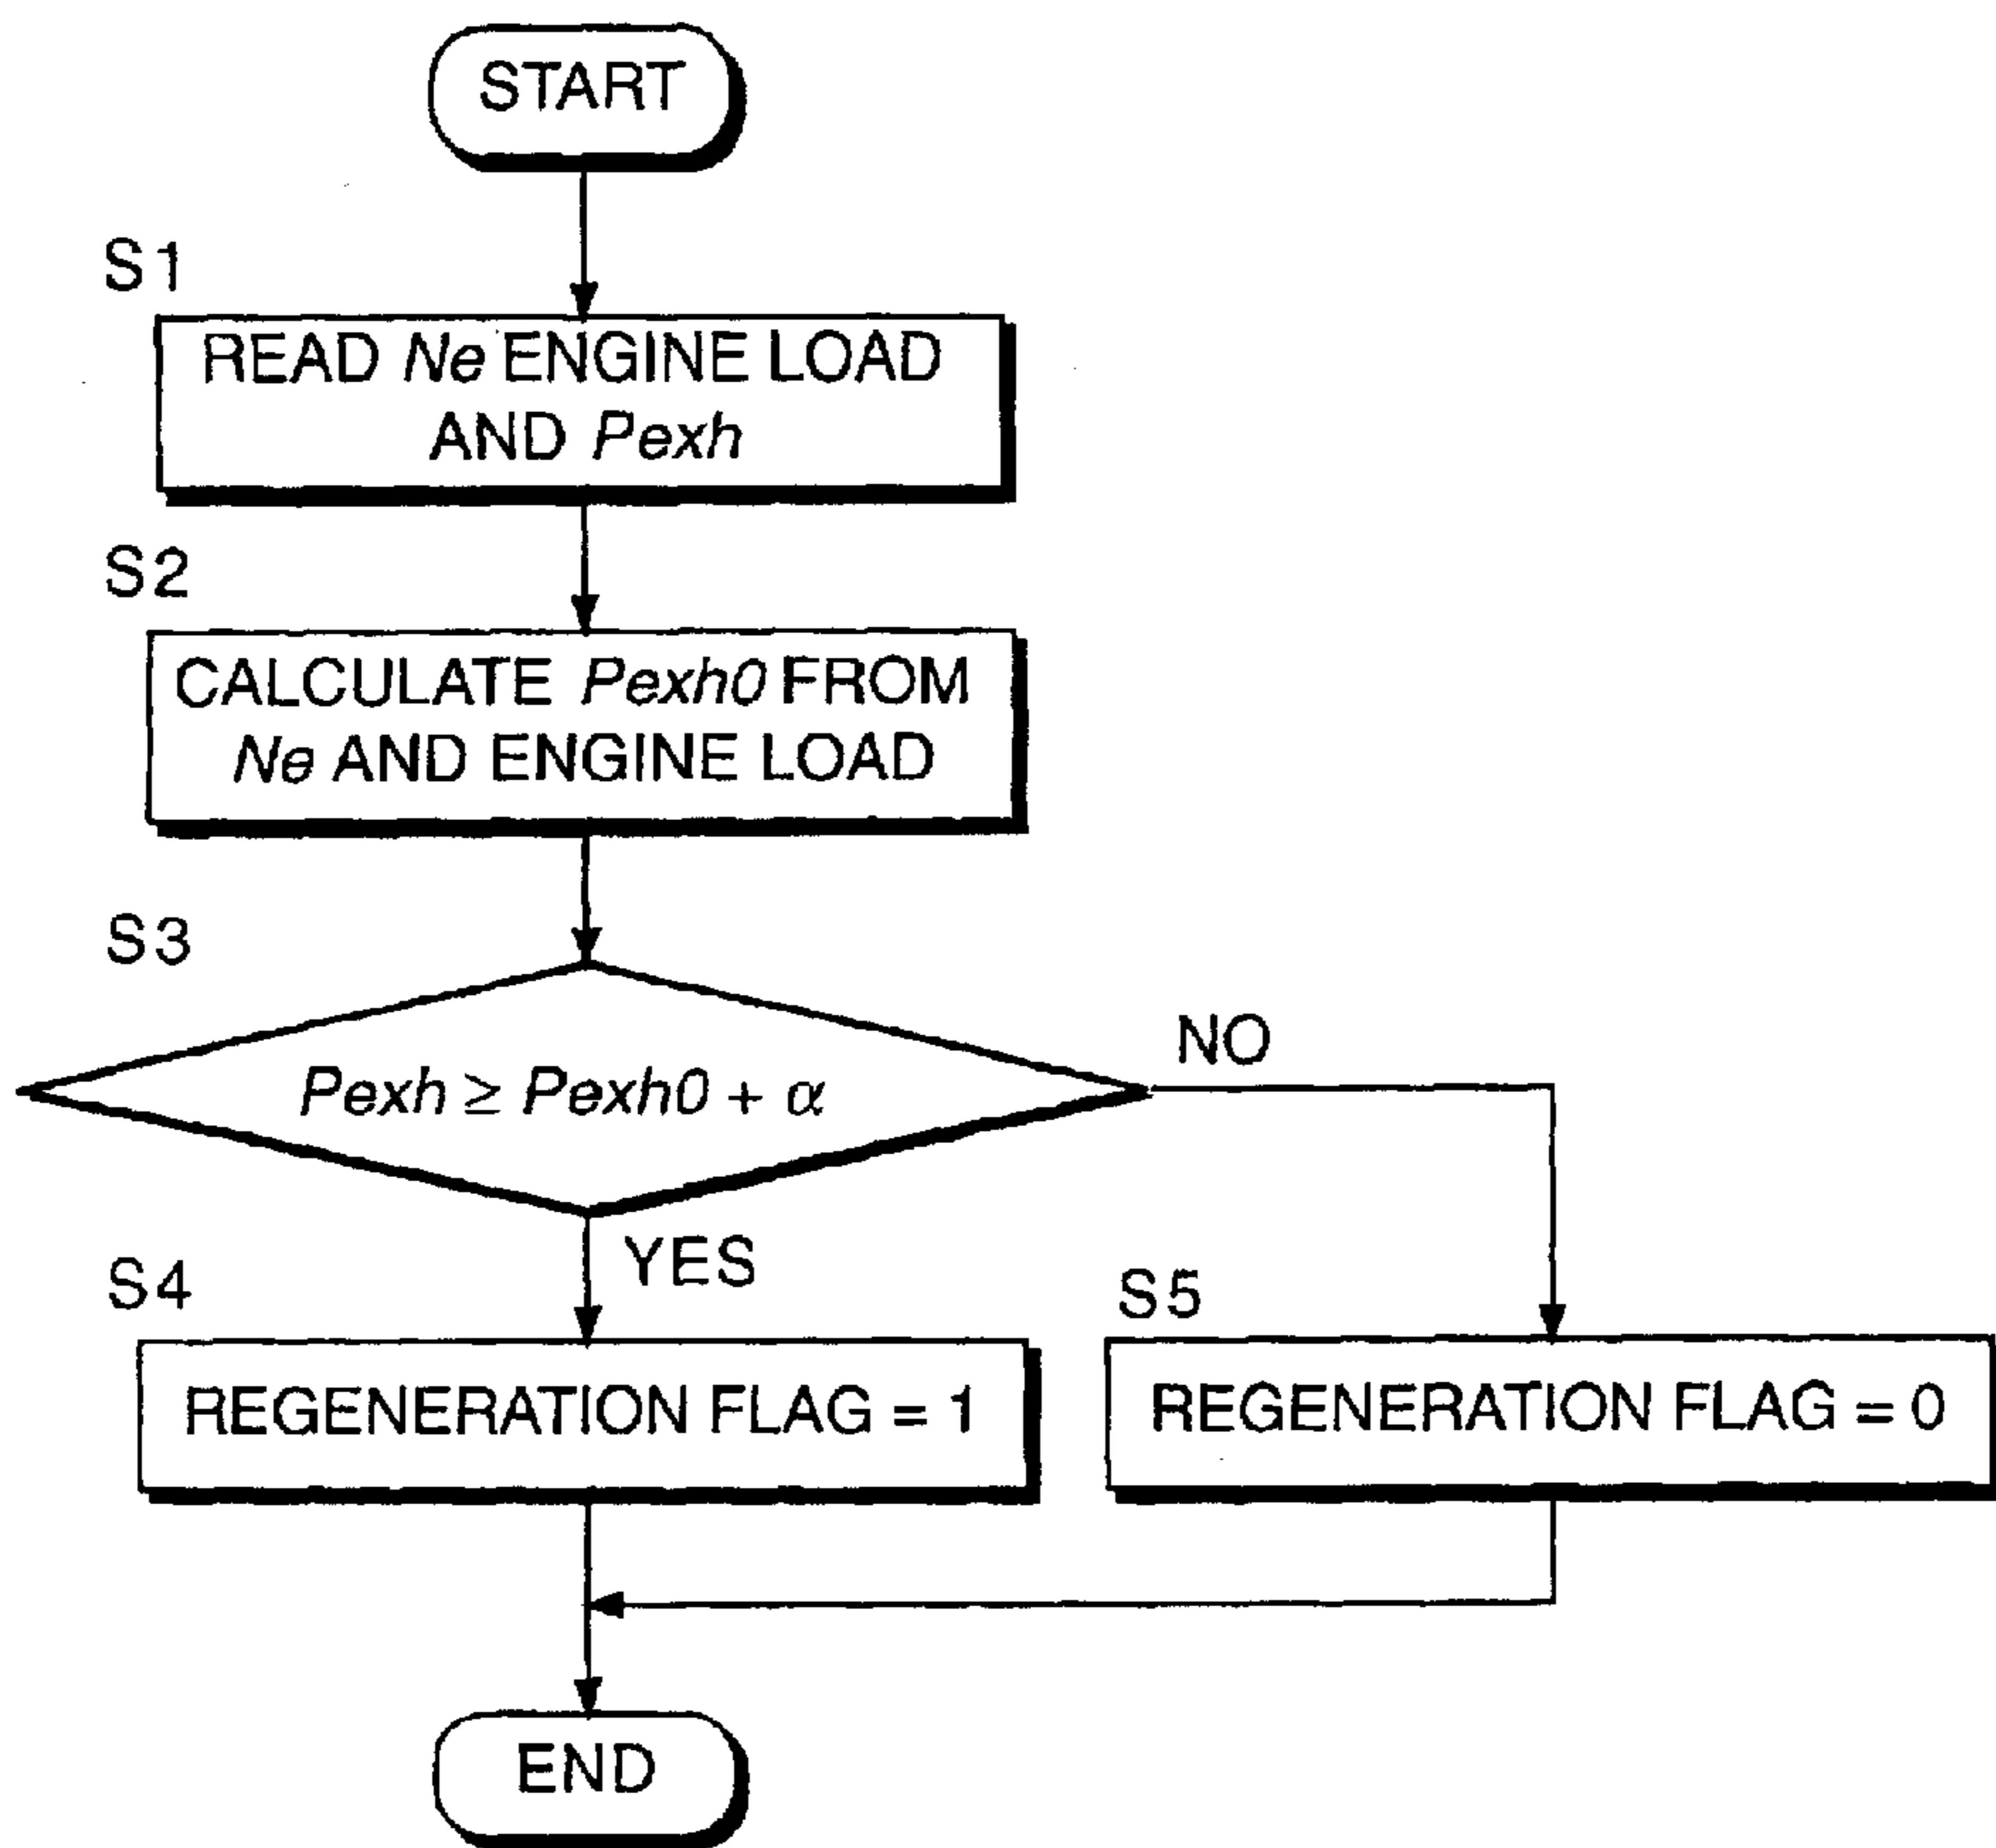 START
S1
READ Ne ENGINE LOAD
AND Pexh
S2
CALCULATE Pexh0 FROM
Ne AND ENGINE LOAD
S3
Pexh ≥ Pexh0 + α
NO
YES
S4
REGENERATION FLAG = 1
S5
REGENERATION FLAG = 0
END